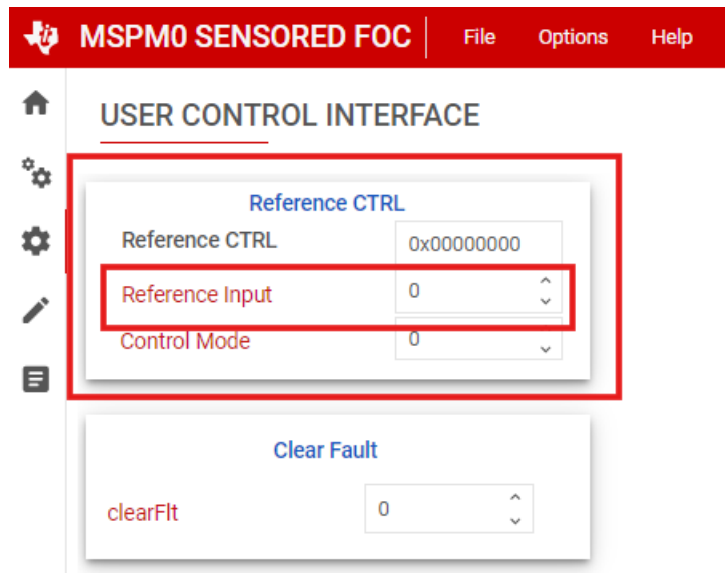 MSPM0 SENSORED FOC File Options Help
USER CONTROL INTERFACE
Reference CTRL
Reference CTRL 0x00000000
Reference Input 0
Control Mode 0
Clear Fault
clearFlt 0